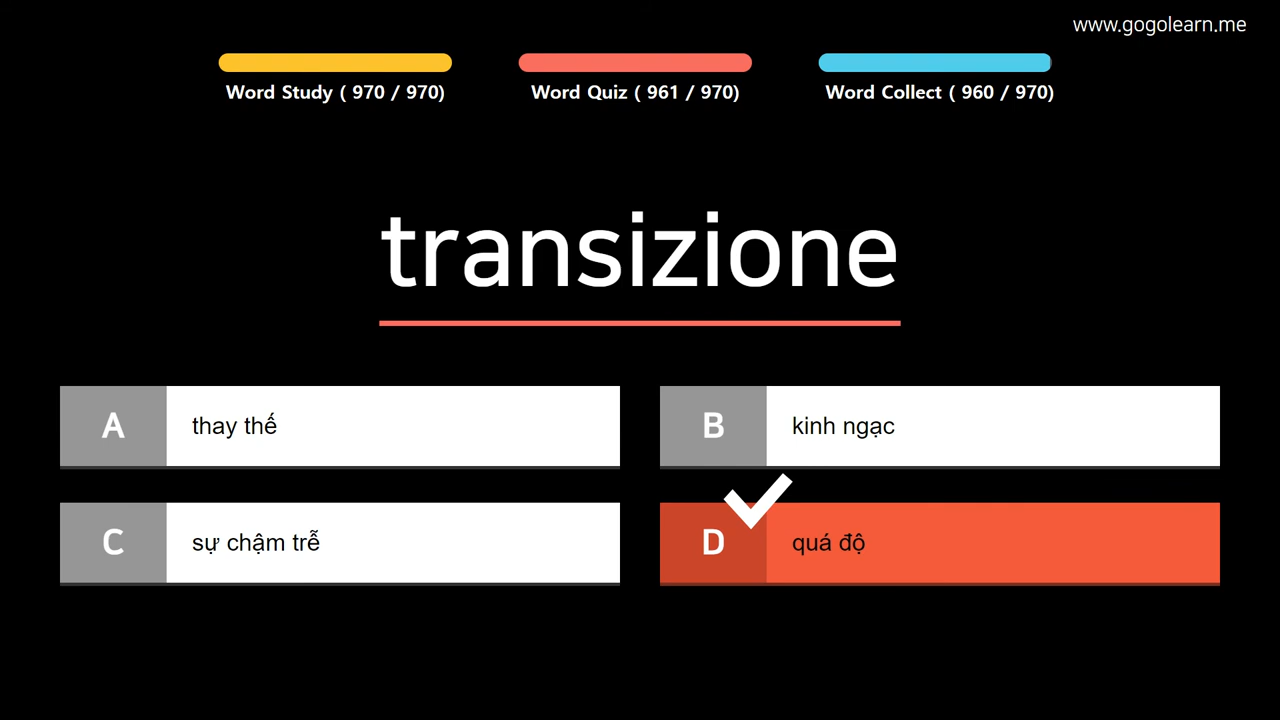 www.gogolearn.me
Word Study ( 970 / 970)
Word Quiz ( 961 / 970)
Word Collect ( 960 / 970)
transizione
A thay thế
B kinh ngạc
C sự chậm trễ
D quá độ